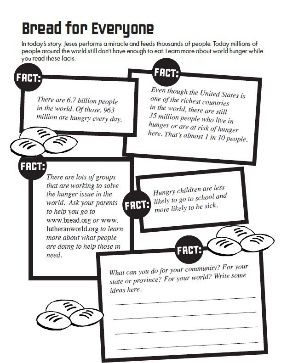 Bread for Everyone
In today's story, Jesus performs a miracle and feeds thousands of people. Today millions of
people around the world still don't have enough to eat. Learn more about world hunger while
you read these facts.
FACT:
There are 6.7 billion people
in the world. Of those, 963
million are hungry every day.
FACT:
Even though the United States is
one of the richest countries
in the world, there are still
35 million people who live in
hunger or are at risk of hunger
here. That's almost 1 in 10 people.
FACT:
There are lots of groups
that are working to solve
the hunger issue in the
world. Ask your parents
to help you go to
www.bread.org or www.
lutheranworld.org to learn
more about what people
are doing to help those in
need.
FACT:
Hungry children are less
likely to go to school and
more likely to be sick.
FACT:
What can you do for your community? For your
state or province? For your world? Write some
ideas here.